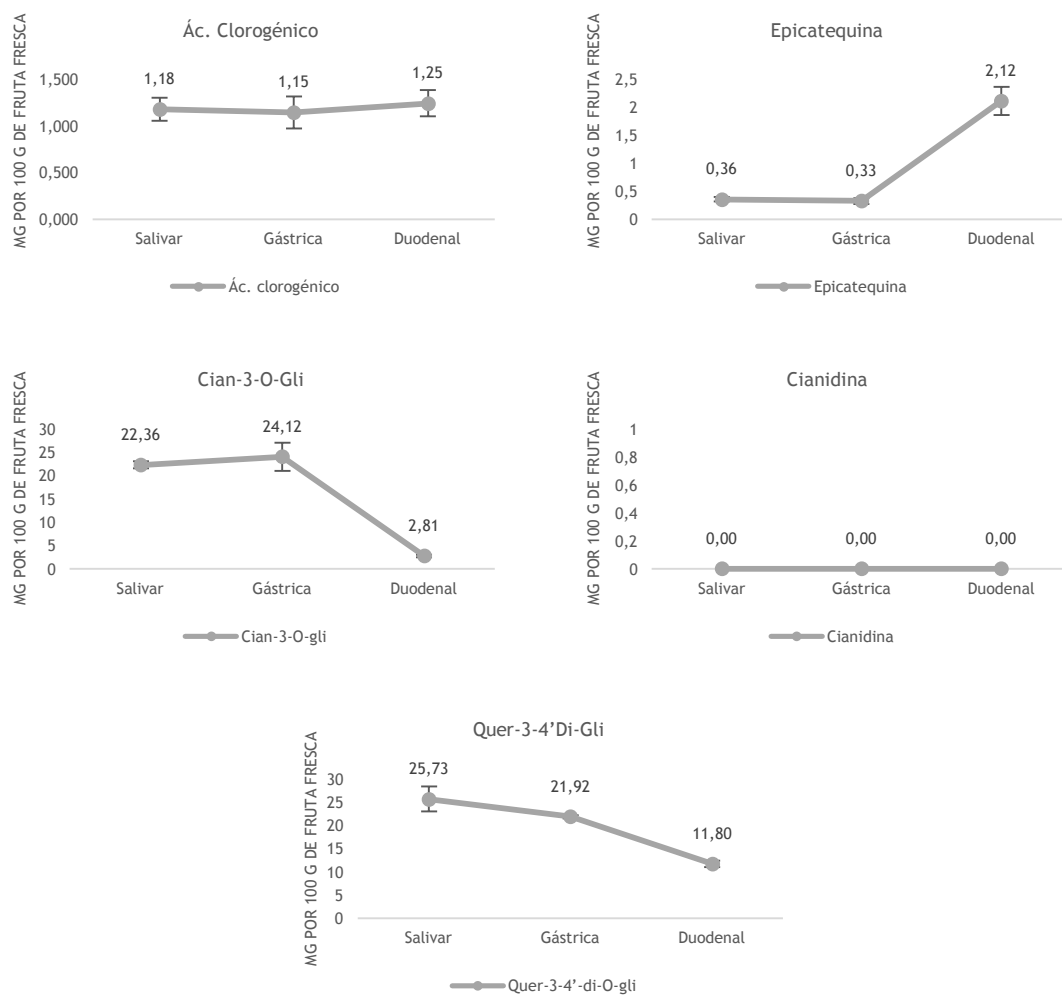 Ác. Clorogénico
MG POR 100 G DE FRUTA FRESCA
1,500
1,000
0,500
0,000
1,18
1,15
1,25
Salivar
Gástrica
Duodenal
Ác. clorogénico
Epicatequina
MG POR 100 G DE FRUTA FRESCA
2,5
2
1,5
1
0,5
0
0,36
0,33
2,12
Salivar
Gástrica
Duodenal
Epicatequina
Cian-3-O-Gli
MG POR 100 G DE FRUTA FRESCA
30
25
20
15
10
5
0
22,36
24,12
2,81
Salivar
Gástrica
Duodenal
Cian-3-O-gli
Cianidina
MG POR 100 G DE FRUTA FRESCA
1
0,8
0,6
0,4
0,2
0
0,00
0,00
0,00
Salivar
Gástrica
Duodenal
Cianidina
Quer-3-4’Di-Gli
MG POR 100 G DE FRUTA FRESCA
30
25
20
15
10
5
0
25,73
21,92
11,80
Salivar
Gástrica
Duodenal
Quer-3-4’-di-O-gli